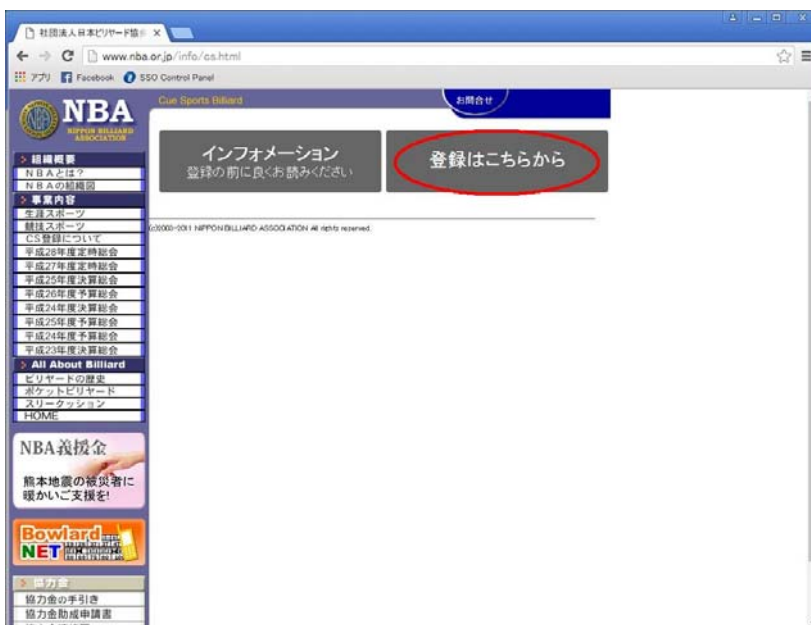 社団法人日本ビリヤード協
www.nba.or.jp/info/cs.html
アプリ Facebook SSO Control Panel
NBA
NIPPON BILLIARD
ASSOCIATION
Cue Sports Billiard
お問合せ
インフォメーション
登録の前に良くお読みください
登録はこちらから
(c)2000-2011 NIPPON BILLIARD ASSOCIATION All rights reserved.
組織概要
NBAとは?
NBAの組織図
事業内容
生涯スポーツ
競技スポーツ
CS登録について
平成28年度定時総会
平成27年度定時総会
平成25年度決算総会
平成26年度予算総会
平成24年度決算総会
平成25年度予算総会
平成24年度予算総会
平成23年度決算総会
All About Billiard
ビリヤードの歴史
ポケットビリヤード
スリークッション
HOME
NBA義援金
熊本地震の被災者に
暖かいご支援を!
Bowlard
NET
協力金
協力金の手引き
協力金助成申請書